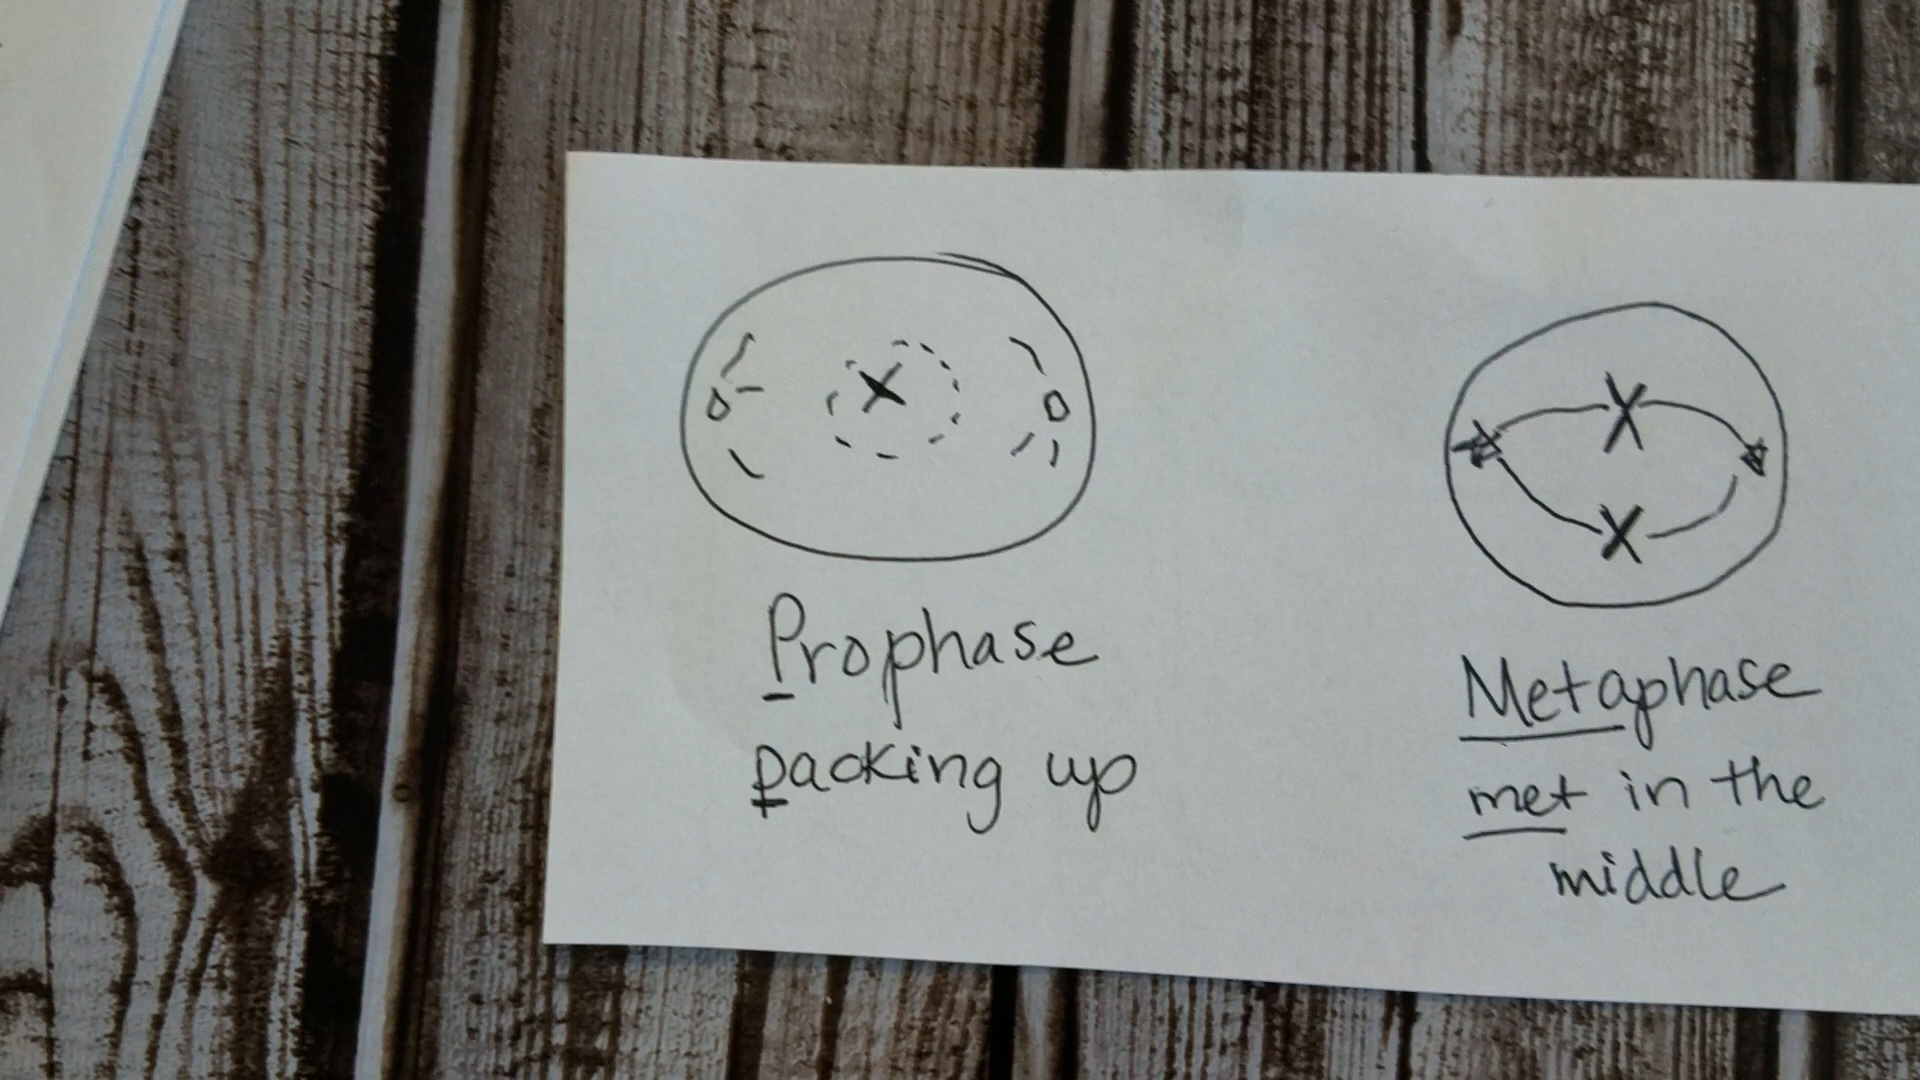 Prophase
packing up
Metaphase
met in the
middle